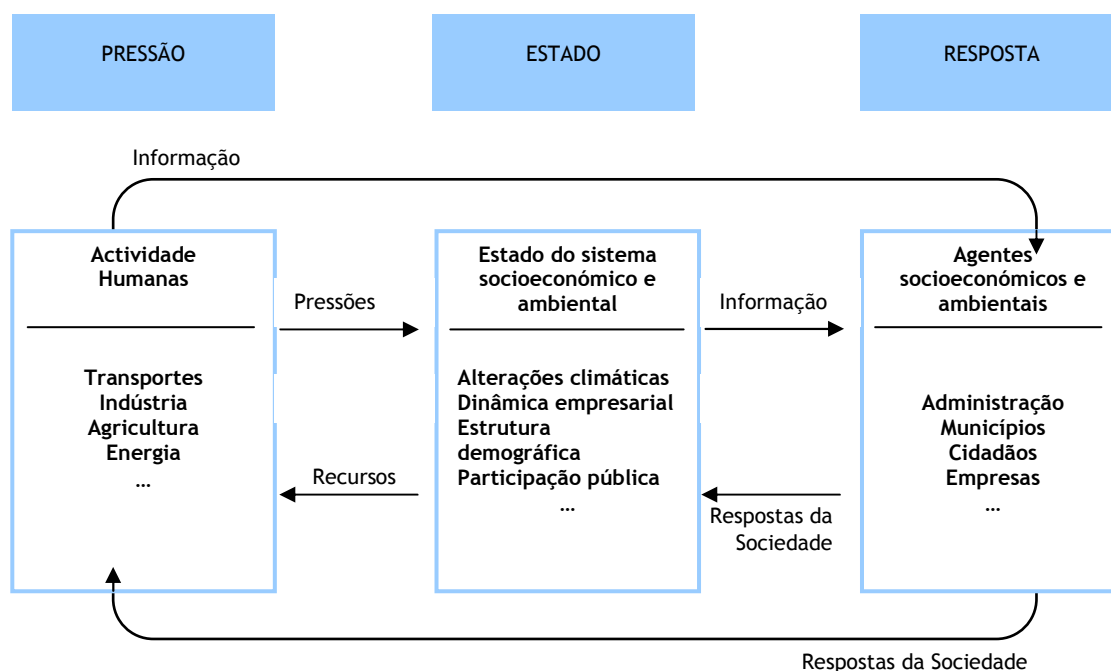 PRESSÃO
ESTADO
RESPOSTA
Informação
Actividade
Humanas
Transportes
Indústria
Agricultura
Energia
…
Pressões
Recursos
Estado do sistema
socioeconómico e
ambiental
Alterações climáticas
Dinâmica empresarial
Estrutura
demográfica
Participação pública
…
Informação
Respostas da
Sociedade
Agentes
socioeconómicos e
ambientais
Administração
Municípios
Cidadãos
Empresas
…
Respostas da Sociedade